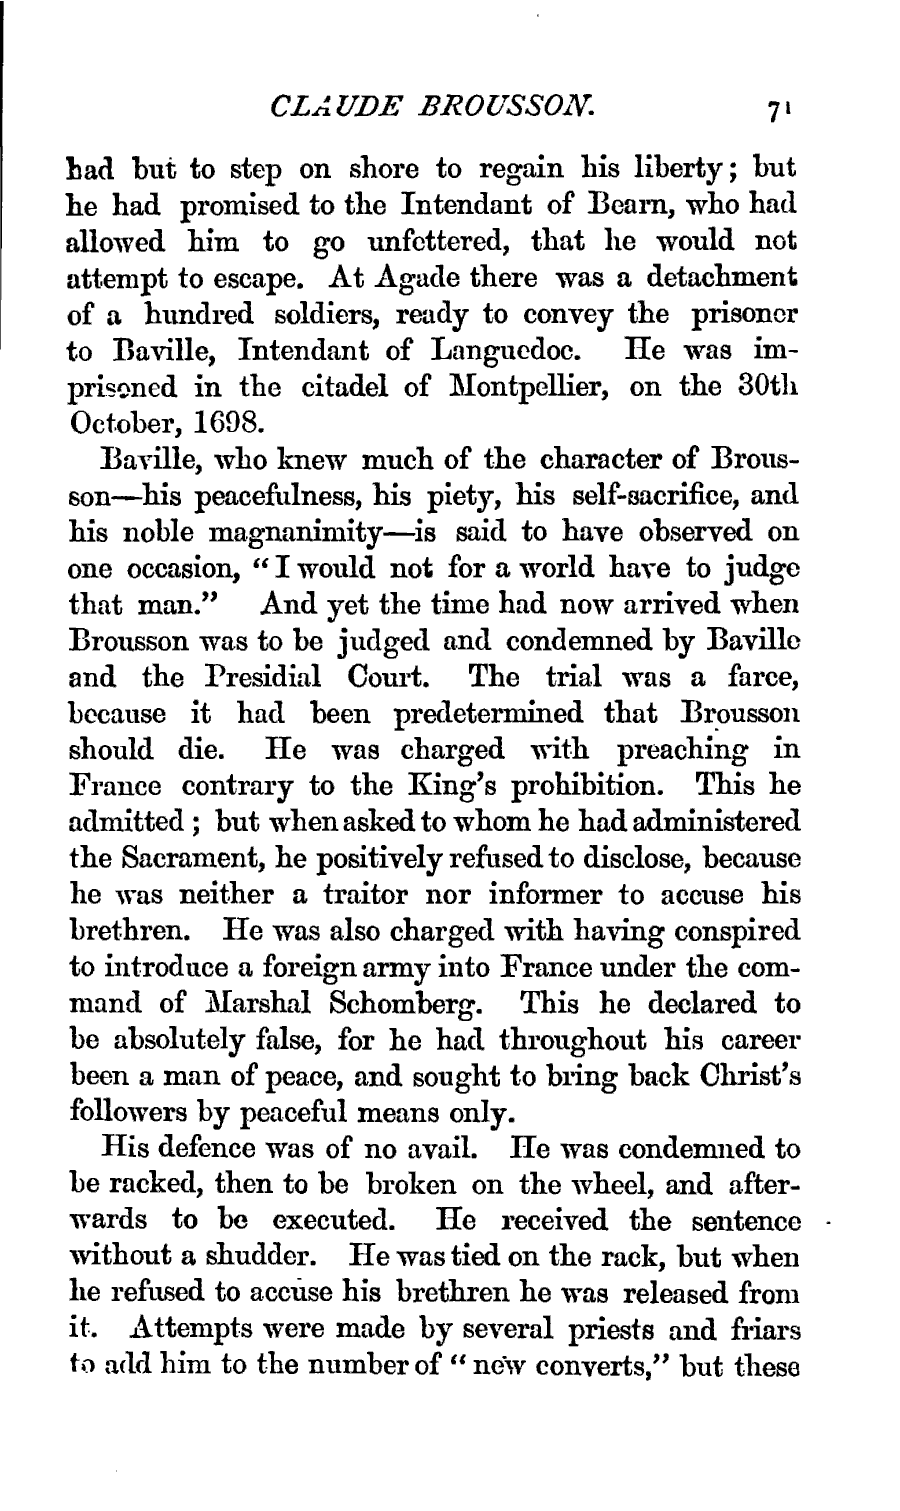 CLAUDE BROUSSON. 71
had but to step on shore to regain his liberty; but
he had promised to the Intendant of Bearn, who had
allowed him to go unfettered, that he would not
attempt to escape. At Agade there was a detachment
of a hundred soldiers, ready to convey the prisoner
to Baville, Intendant of Languedoc. He was im-
prisoned in the citadel of Montpellier, on the 30th
October, 1698.
Baville, who knew much of the character of Brous-
son—his peacefulness, his piety, his self-sacrifice, and
his noble magnanimity—is said to have observed on
one occasion, “I would not for a world have to judge
that man.” And yet the time had now arrived when
Brousson was to be judged and condemned by Baville
and the Presidial Court. The trial was a farce,
because it had been predetermined that Brousson
should die. He was charged with preaching in
France contrary to the King’s prohibition. This he
admitted; but when asked to whom he had administered
the Sacrament, he positively refused to disclose, because
he was neither a traitor nor informer to accuse his
brethren. He was also charged with having conspired
to introduce a foreign army into France under the com-
mand of Marshal Schomberg. This he declared to
be absolutely false, for he had throughout his career
been a man of peace, and sought to bring back Christ’s
followers by peaceful means only.
His defence was of no avail. He was condemned to
be racked, then to be broken on the wheel, and after-
wards to be executed. He received the sentence
without a shudder. He was tied on the rack, but when
he refused to accuse his brethren he was released from
it. Attempts were made by several priests and friars
to add him to the number of “new converts,” but these